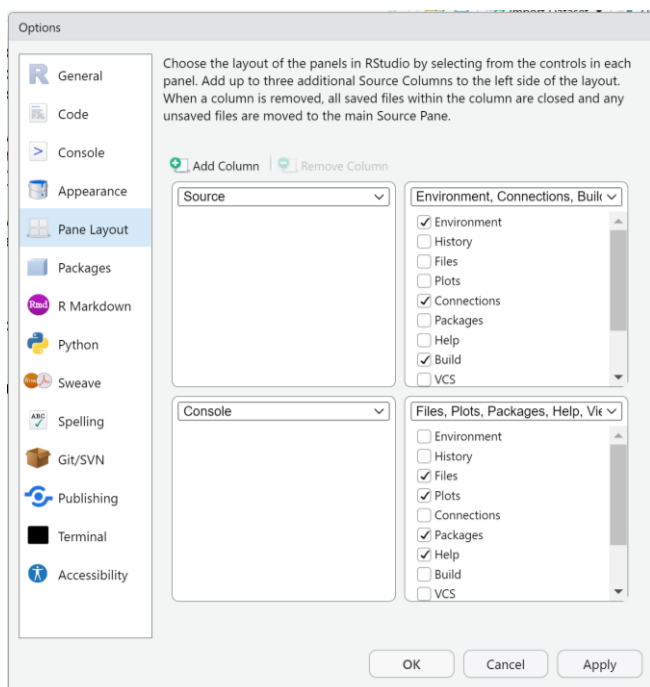 Import Dataset
Options
General
Code
Console
Appearance
Pane Layout
Packages
Rmd
R Markdown
Python
Sweave
ABC
Spelling
Git/SVN
Publishing
Terminal
Accessibility
Choose the layout of the panels in RStudio by selecting from the controls in each
panel. Add up to three additional Source Columns to the left side of the layout.
When a column is removed, all saved files within the column are closed and any
unsaved files are moved to the main Source Pane.
Add Column
Remove Column
Source
Environment, Connections, Build
Environment
History
Files
Plots
Connections
Packages
Help
Build
VCS
Console
Files, Plots, Packages, Help, Vie
Environment
History
Files
Plots
Connections
Packages
Help
Build
VCS
OK
Cancel
Apply